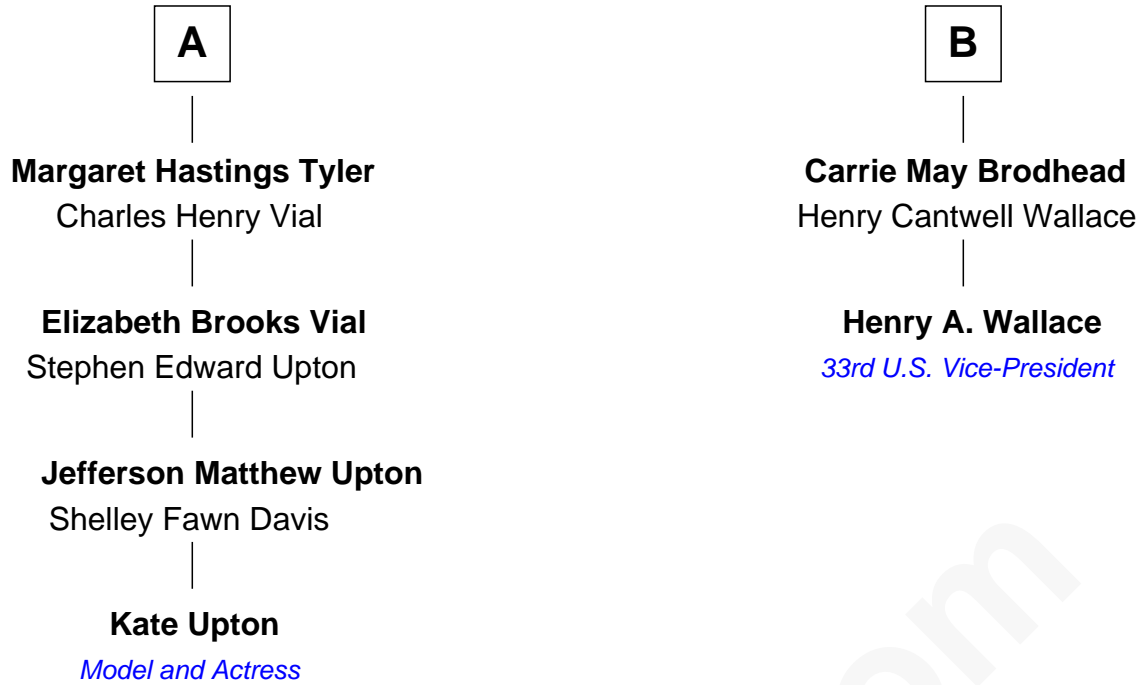 A
Margaret Hastings Tyler
Charles Henry Vial
Elizabeth Brooks Vial
Stephen Edward Upton
Jefferson Matthew Upton
Shelley Fawn Davis
Kate Upton
Model and Actress
B
Carrie May Brodhead
Henry Cantwell Wallace
Henry A. Wallace
33rd U.S. Vice-President
om